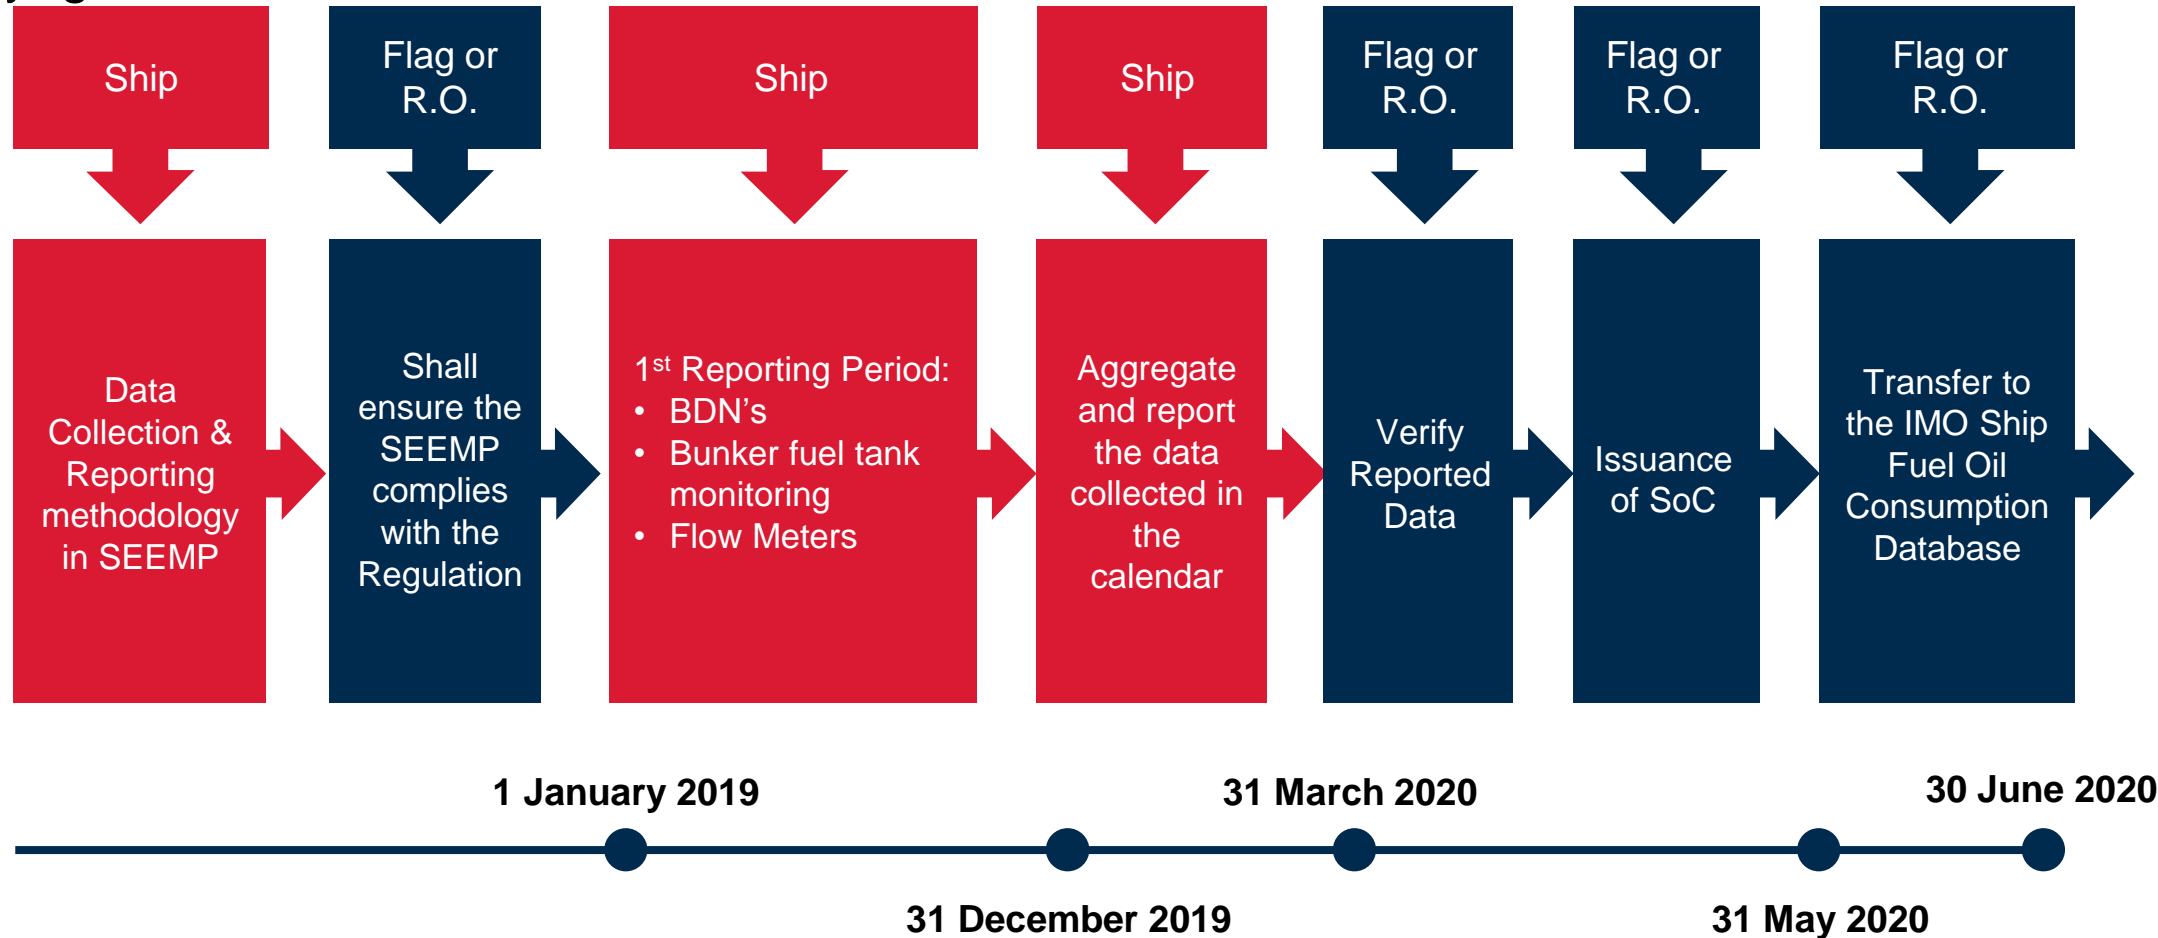 Ship
Flag or
R.O.
Ship
Ship
Flag or
R.O.
Flag or
R.O.
Flag or
R.O.
Data
Collection &
Reporting
methodology
in SEEMP
Shall
ensure the
SEEMP
complies
with the
Regulation
1st Reporting Period:
• BDN's
• Bunker fuel tank
monitoring
• Flow Meters
Aggregate
and report
the data
collected in
the
calendar
Verify
Reported
Data
Issuance
of SoC
Transfer to
the IMO Ship
Fuel Oil
Consumption
Database
1 January 2019
31 March 2020
30 June 2020
31 December 2019
31 May 2020